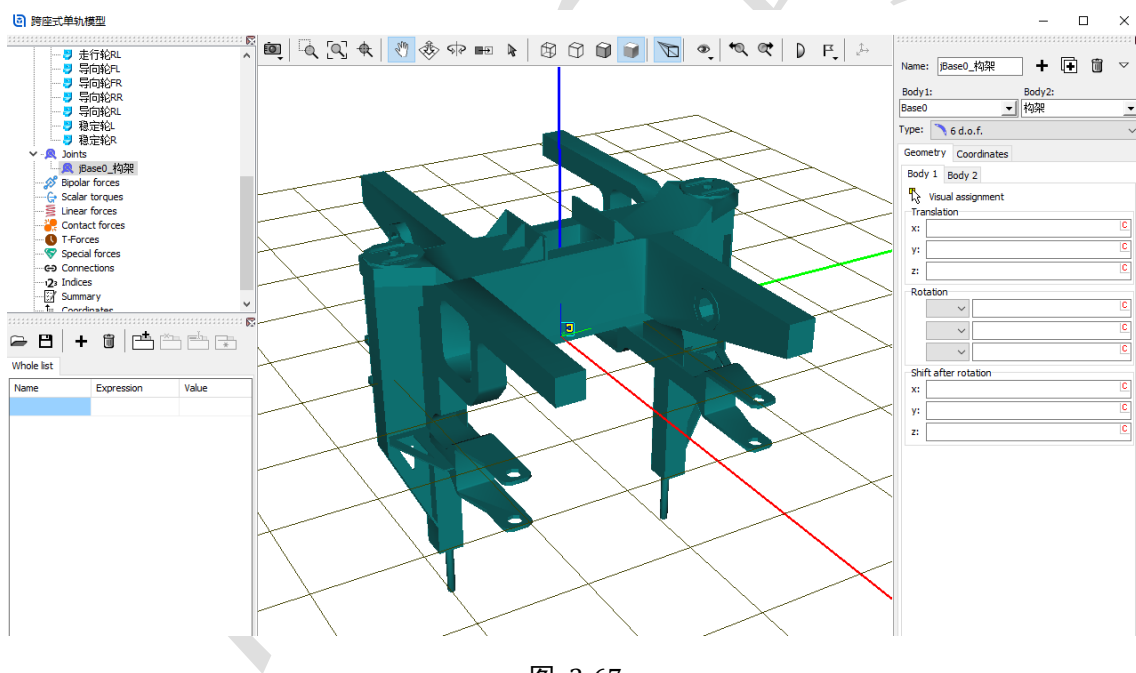 跨座式单轨模型
走行轮RL
导向轮FL
导向轮FR
导向轮RR
导向轮RL
稳定轮L
稳定轮R
Joints
jBase0_构架
Bipolar forces
Scalar torques
Linear forces
Contact forces
T-Forces
Special forces
Connections
Indices
Summary
Coordinates
Whole list
Name Expression Value
Name: jBase0_构架
Body1: Body2:
Base0 构架
Type: 6 d.o.f.
Geometry Coordinates
Body 1 Body 2
Visual assignment
Translation
x: C
y: C
z: C
Rotation
C
C
C
Shift after rotation
x: C
y: C
z: C
图 2.67